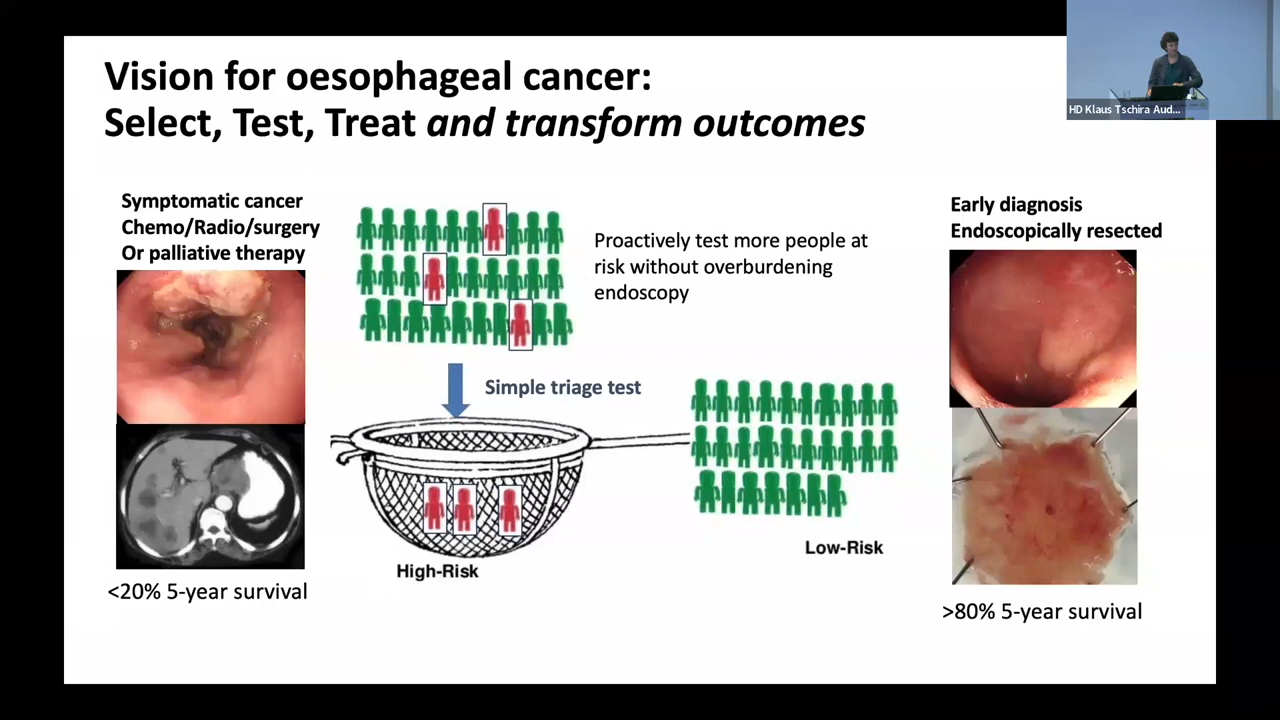 Vision for oesophageal cancer:
Select, Test, Treat and transform outcomes
HD Klaus Tschira Aud...
Symptomatic cancer
Chemo/Radio/surgery
Or palliative therapy
<20% 5-year survival
Proactively test more people at
risk without overburdening
endoscopy
Simple triage test
High-Risk
Low-Risk
Early diagnosis
Endoscopically resected
>80% 5-year survival